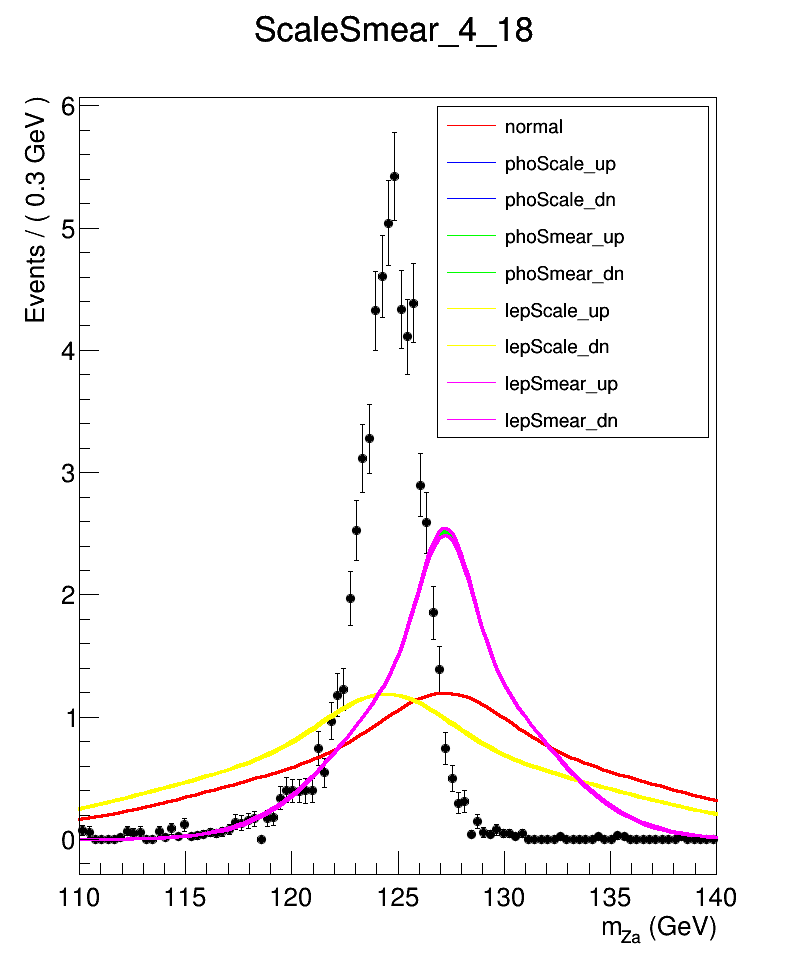 ScaleSmear_4_18
Events / ( 0.3 GeV )
6
5
4
3
2
1
0
normal
phoScale_up
phoScale_dn
phoSmear_up
phoSmear_dn
lepScale_up
lepScale_dn
lepSmear_up
lepSmear_dn
110 115 120 125 130 135 140
m_Za (GeV)